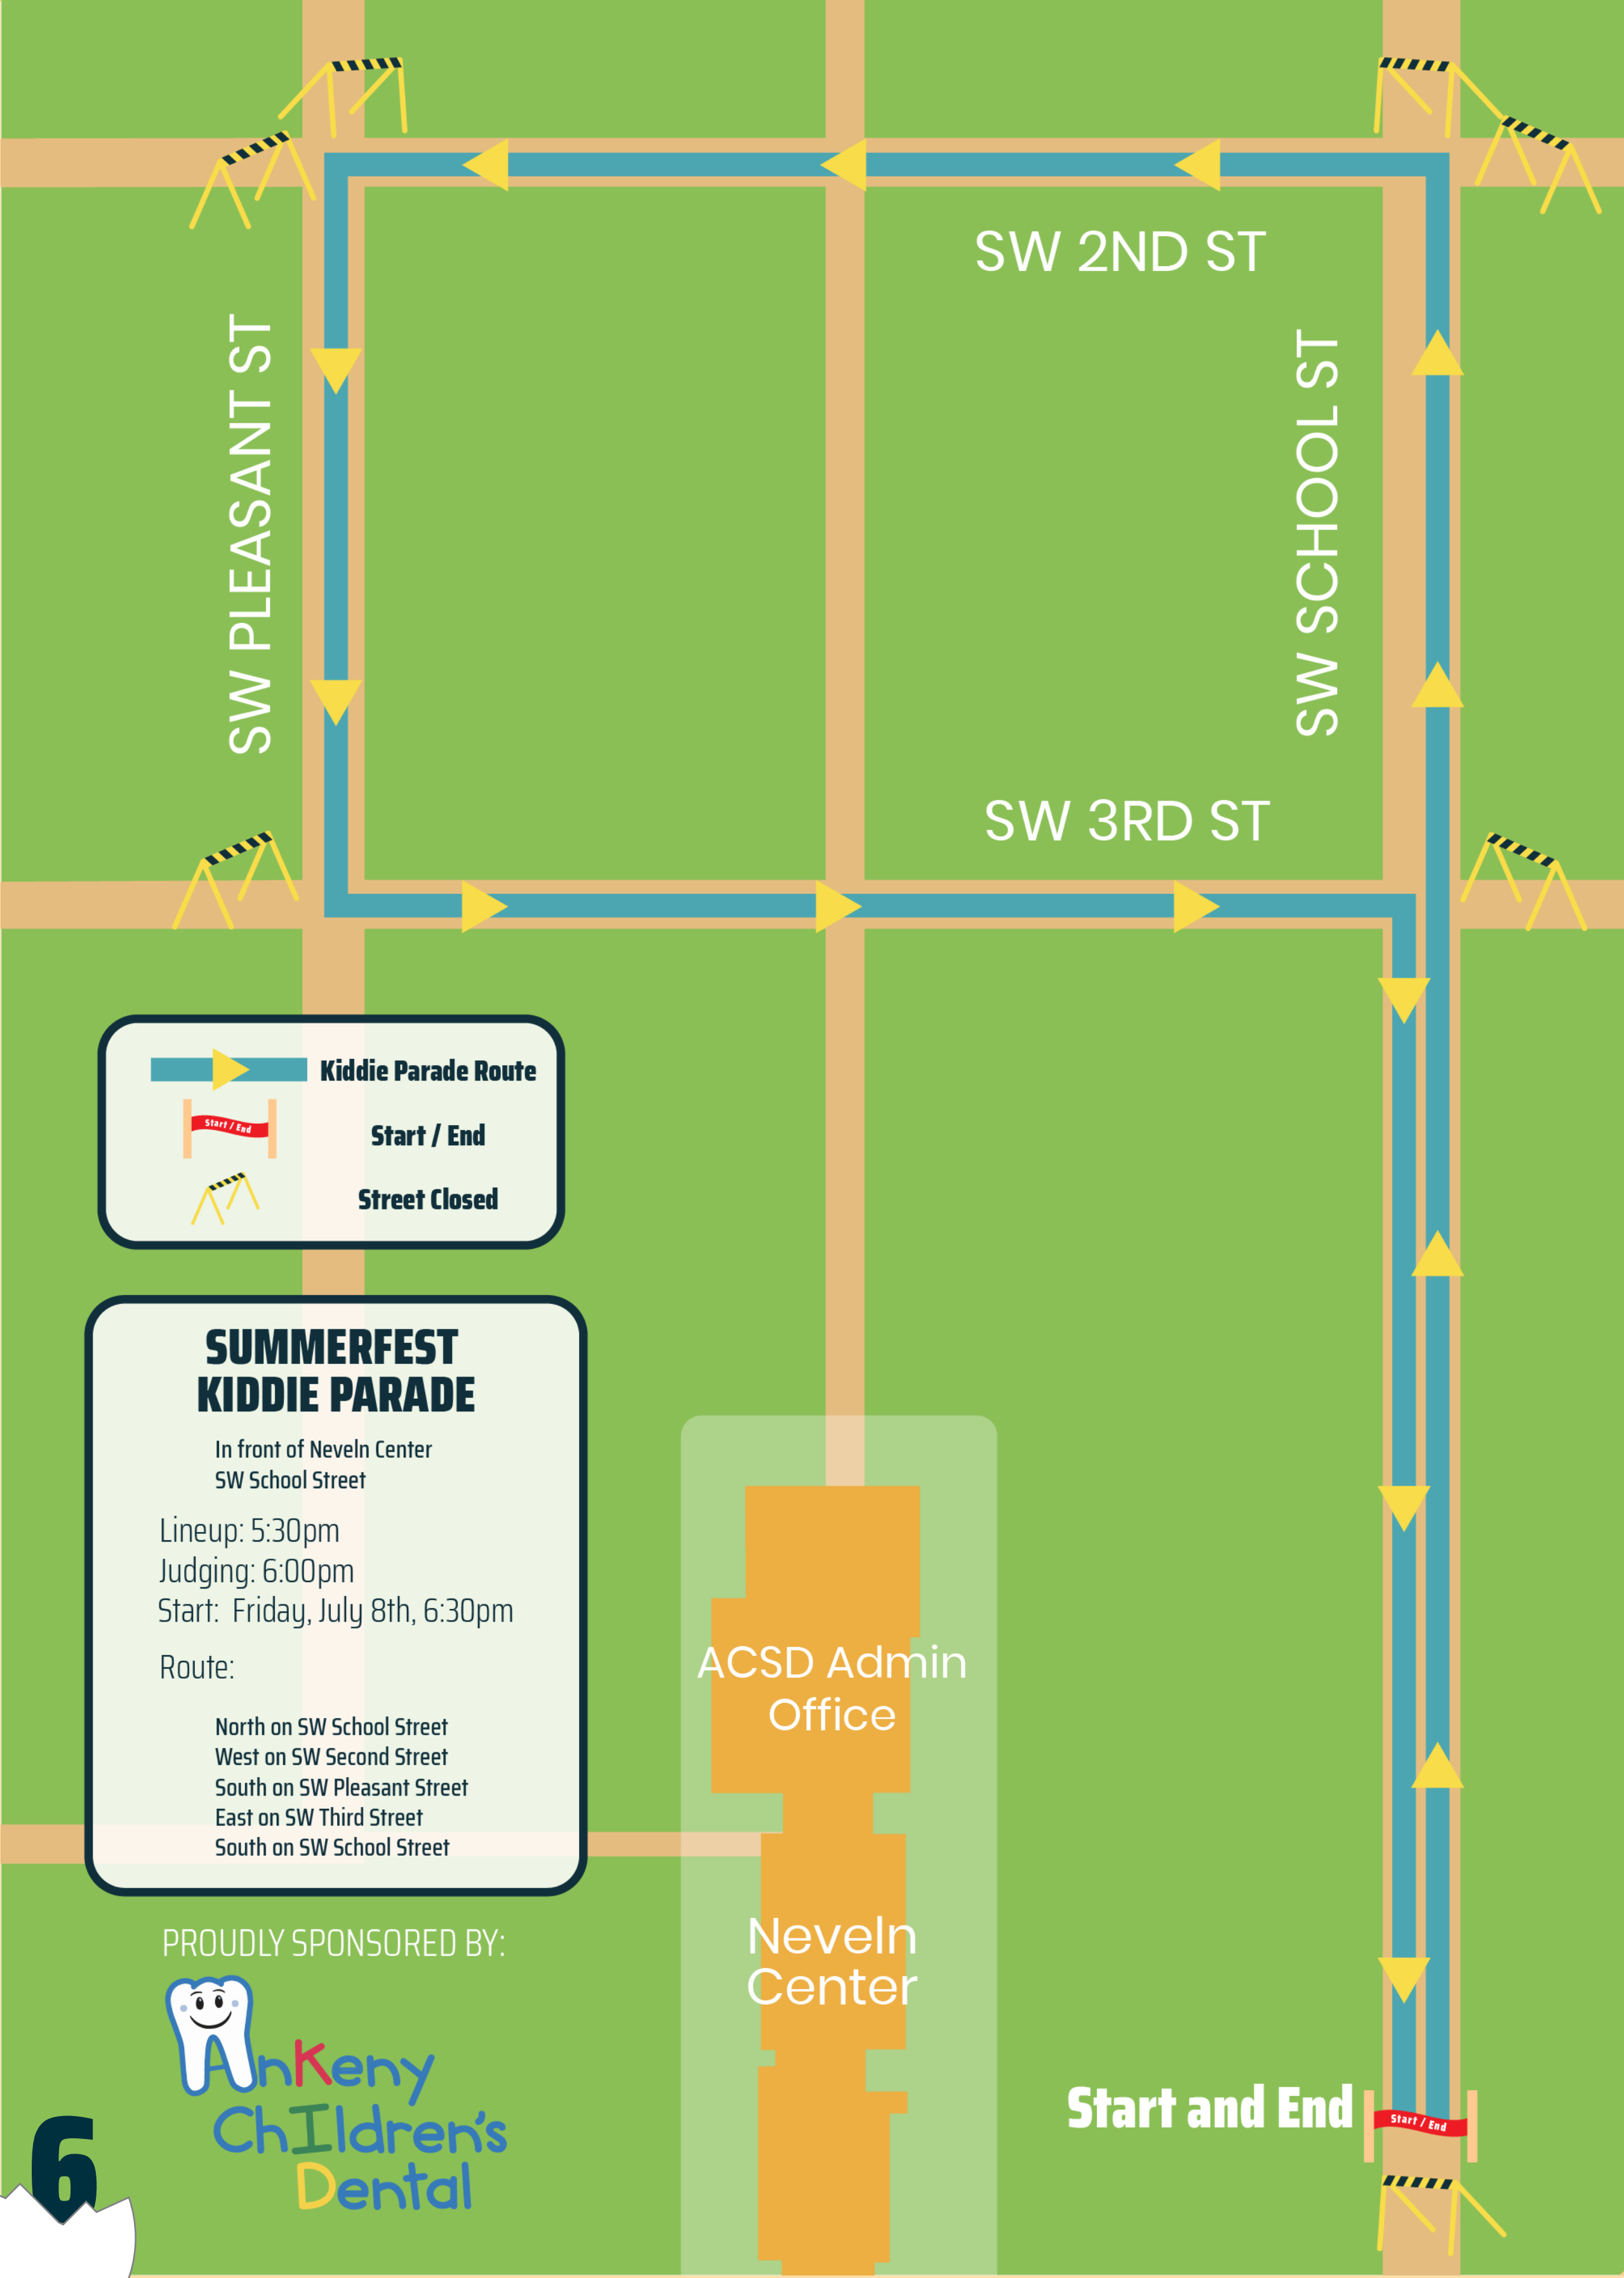 SW 2ND ST
SW PLEASANT ST
SW SCHOOL ST
SW 3RD ST
Kiddie Parade Route
Start / End
Start / End
Street Closed
SUMMERFEST
KIDDIE PARADE
In front of Neveln Center
SW School Street
Lineup: 5:30pm
Judging: 6:00pm
Start: Friday, July 8th, 6:30pm
Route:
North on SW School Street
West on SW Second Street
South on SW Pleasant Street
East on SW Third Street
South on SW School Street
ACSD Admin
Office
Neveln
Center
PROUDLY SPONSORED BY:
AnKeny
ChIldren's
Dental
Start and End
Start / End
6